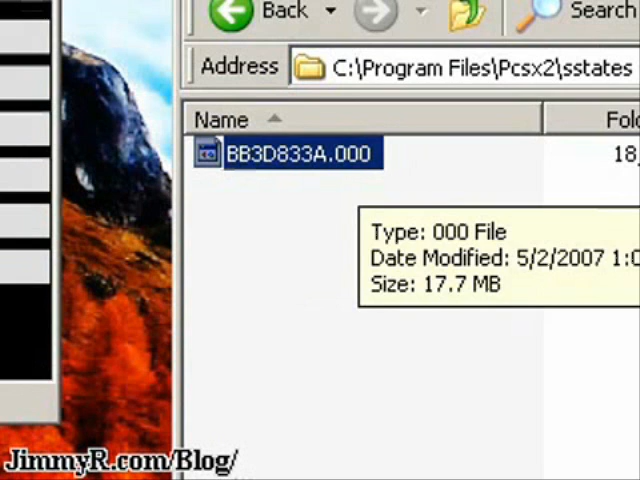 Back
Search
Address C:\Program Files\Pcsx2\sstates
Name
BB3D833A.000
18
Type: 000 File
Date Modified: 5/2/2007 1:0
Size: 17.7 MB
JimmyR.com/Blog/